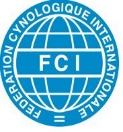 FEDERATION CYNOLOGIQUE INTERNATIONALE
FCI